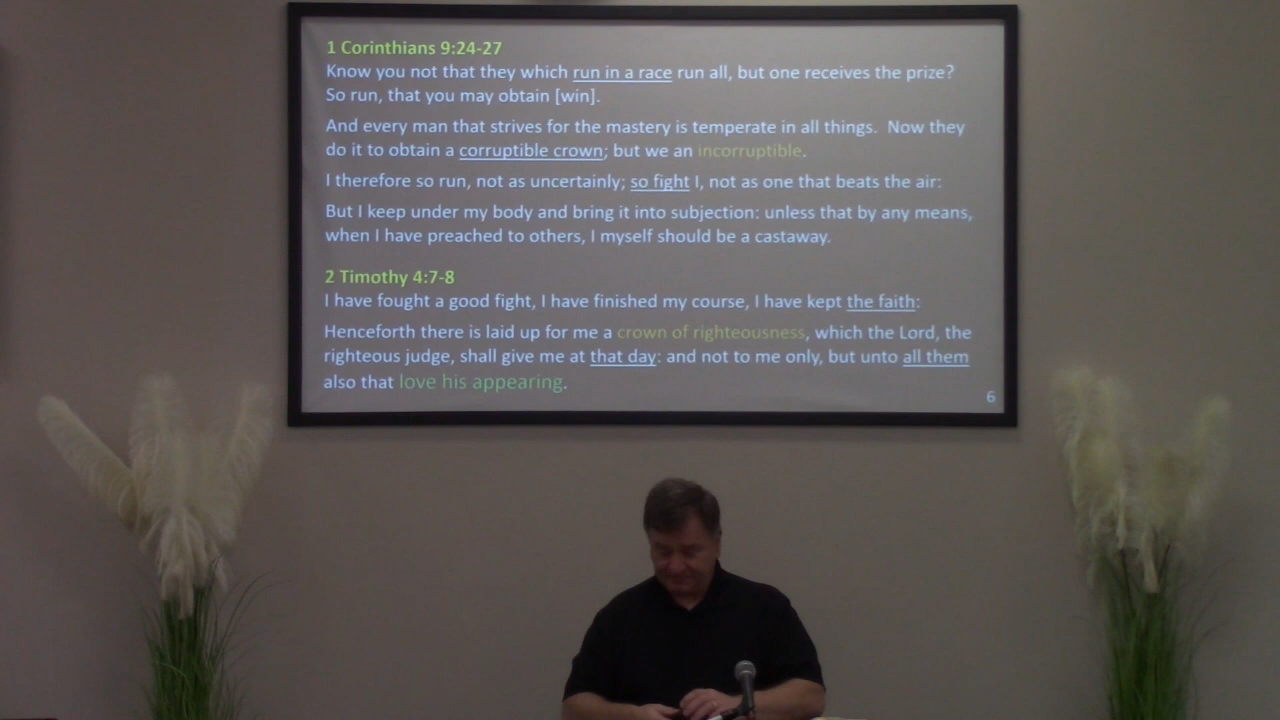 1 Corinthians 9:24-27
Know you not that they which run in a race run all, but one receives the prize?
So run, that you may obtain [win].
And every man that strives for the mastery is temperate in all things.  Now they
do it to obtain a corruptible crown; but we an incorruptible.
I therefore so run, not as uncertainly; so fight I, not as one that beats the air:
But I keep under my body and bring it into subjection: unless that by any means,
when I have preached to others, I myself should be a castaway.
2 Timothy 4:7-8
I have fought a good fight, I have finished my course, I have kept the faith:
Henceforth there is laid up for me a crown of righteousness, which the Lord, the
righteous judge, shall give me at that day: and not to me only, but unto all them
also that love his appearing.
6